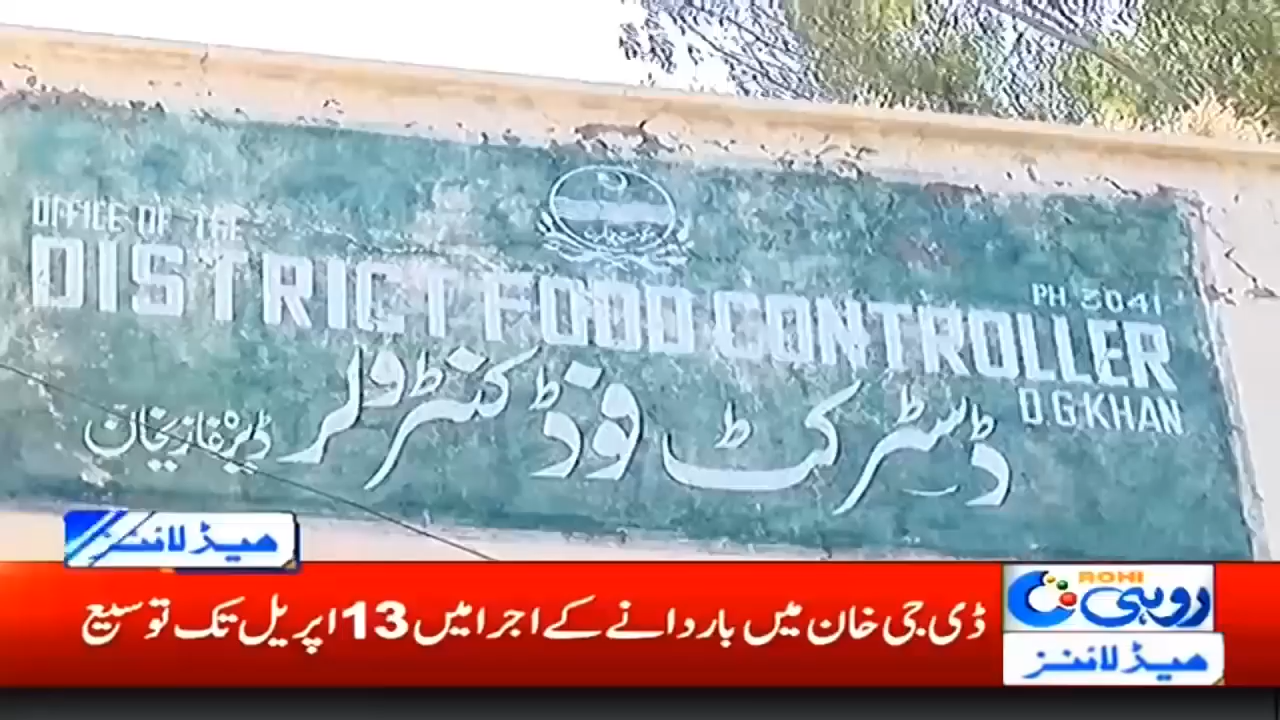 OFFICE OF THE
DISTRICT FOOD CONTROLLER
PH 3041
D.G.KHAN
ڈسٹرکٹ فوڈ کنٹرولر
ڈیرہ غازیخان
ہیڈ لائنز
ڈی جی خان میں باردانے کے اجرا میں 13 اپریل تک توسیع
ROHI
روہی
ہیڈ لائنز